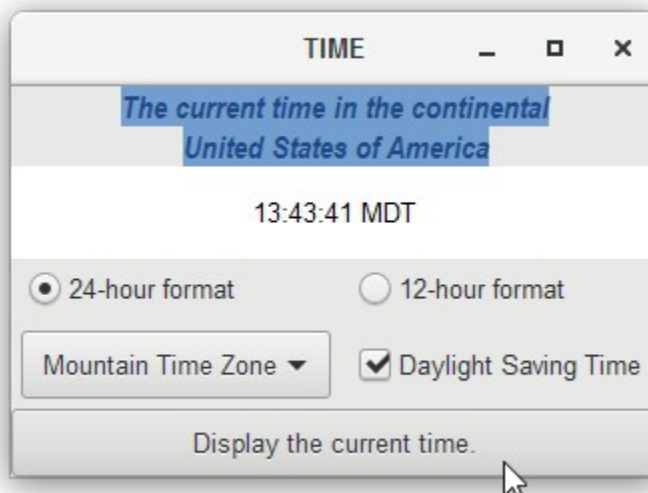 TIME
The current time in the continental
United States of America
13:43:41 MDT
24-hour format 12-hour format
Mountain Time Zone Daylight Saving Time
Display the current time.